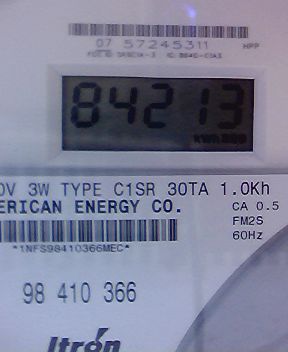 07 57245311 HPP
84213
0V 3W TYPE C1SR 30TA 1.0Kh
ERICAN ENERGY CO. CA 0.5
FM2S
60Hz
*1NFS98410366MEC*
98 410 366
Itron